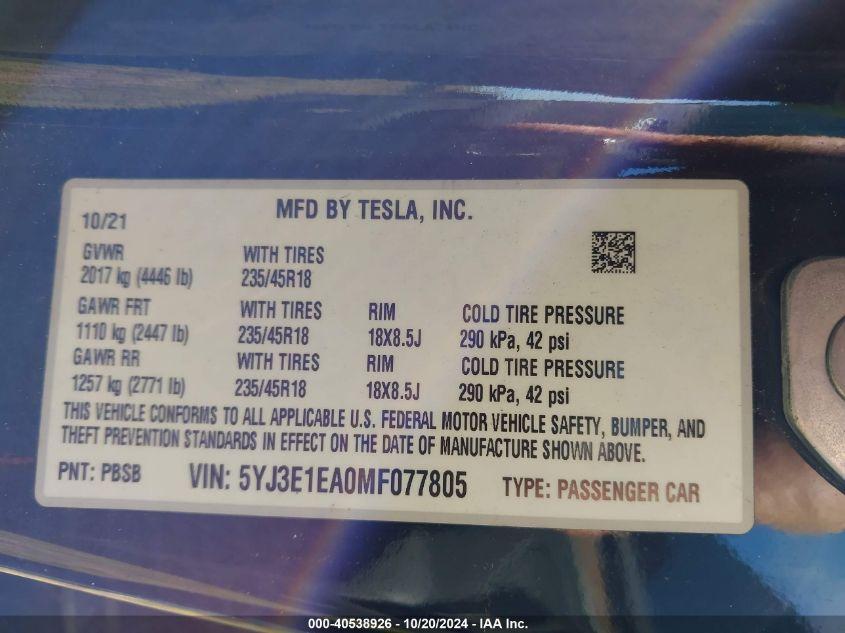 MFD BY TESLA, INC.
10/21
GVWR WITH TIRES
2017 kg (4446 lb) 235/45R18
GAWR FRT WITH TIRES RIM COLD TIRE PRESSURE
1110 kg (2447 lb) 235/45R18 18X8.5J 290 kPa, 42 psi
GAWR RR WITH TIRES RIM COLD TIRE PRESSURE
1257 kg (2771 lb) 235/45R18 18X8.5J 290 kPa, 42 psi
THIS VEHICLE CONFORMS TO ALL APPLICABLE U.S. FEDERAL MOTOR VEHICLE SAFETY, BUMPER, AND
THEFT PREVENTION STANDARDS IN EFFECT ON THE DATE OF MANUFACTURE SHOWN ABOVE.
PNT: PBSB VIN: 5YJ3E1EA0MF077805 TYPE: PASSENGER CAR
000-40538926 - 10/20/2024 - IAA Inc.